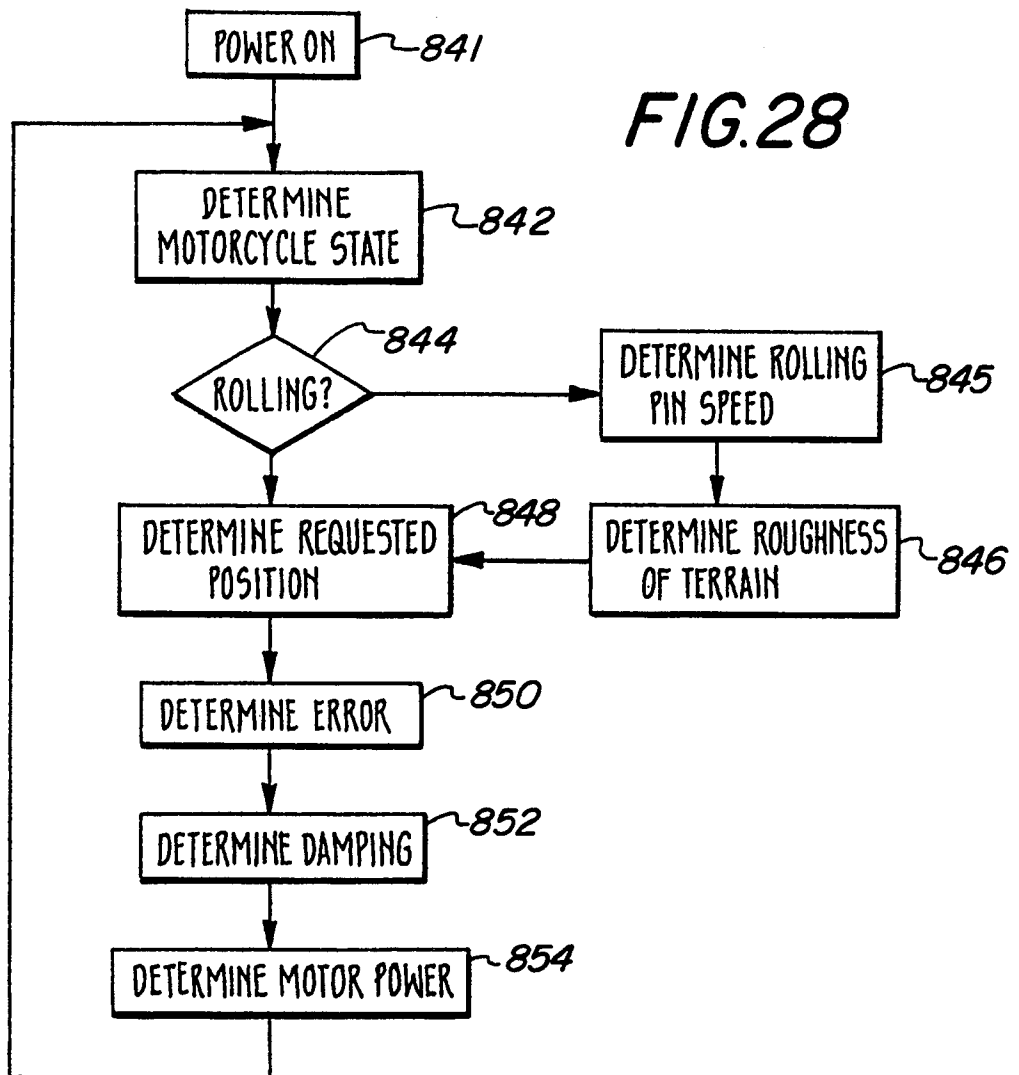 POWER ON
841
FIG.28
DETERMINE
MOTORCYCLE STATE
842
844
ROLLING?
DETERMINE ROLLING
PIN SPEED
845
DETERMINE REQUESTED
POSITION
848
DETERMINE ROUGHNESS
OF TERRAIN
846
DETERMINE ERROR
850
DETERMINE DAMPING
852
DETERMINE MOTOR POWER
854